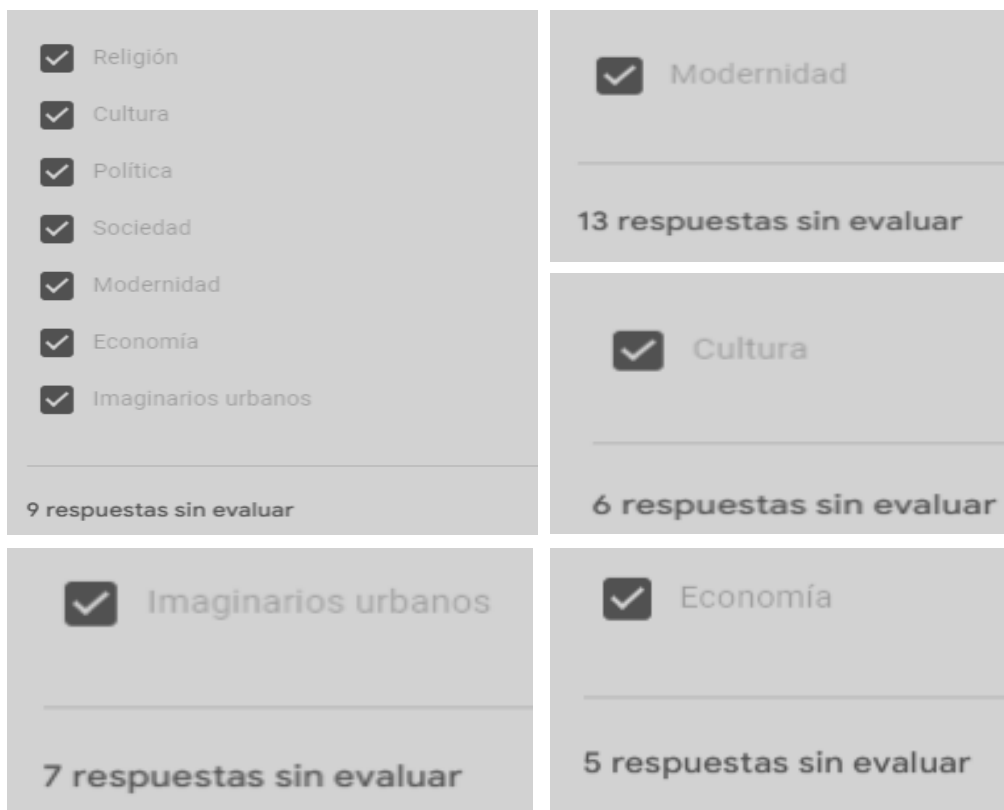 Religión
Cultura
Política
Sociedad
Modernidad
Economía
Imaginarios urbanos
9 respuestas sin evaluar
Modernidad
13 respuestas sin evaluar
Cultura
6 respuestas sin evaluar
Imaginarios urbanos
7 respuestas sin evaluar
Economía
5 respuestas sin evaluar